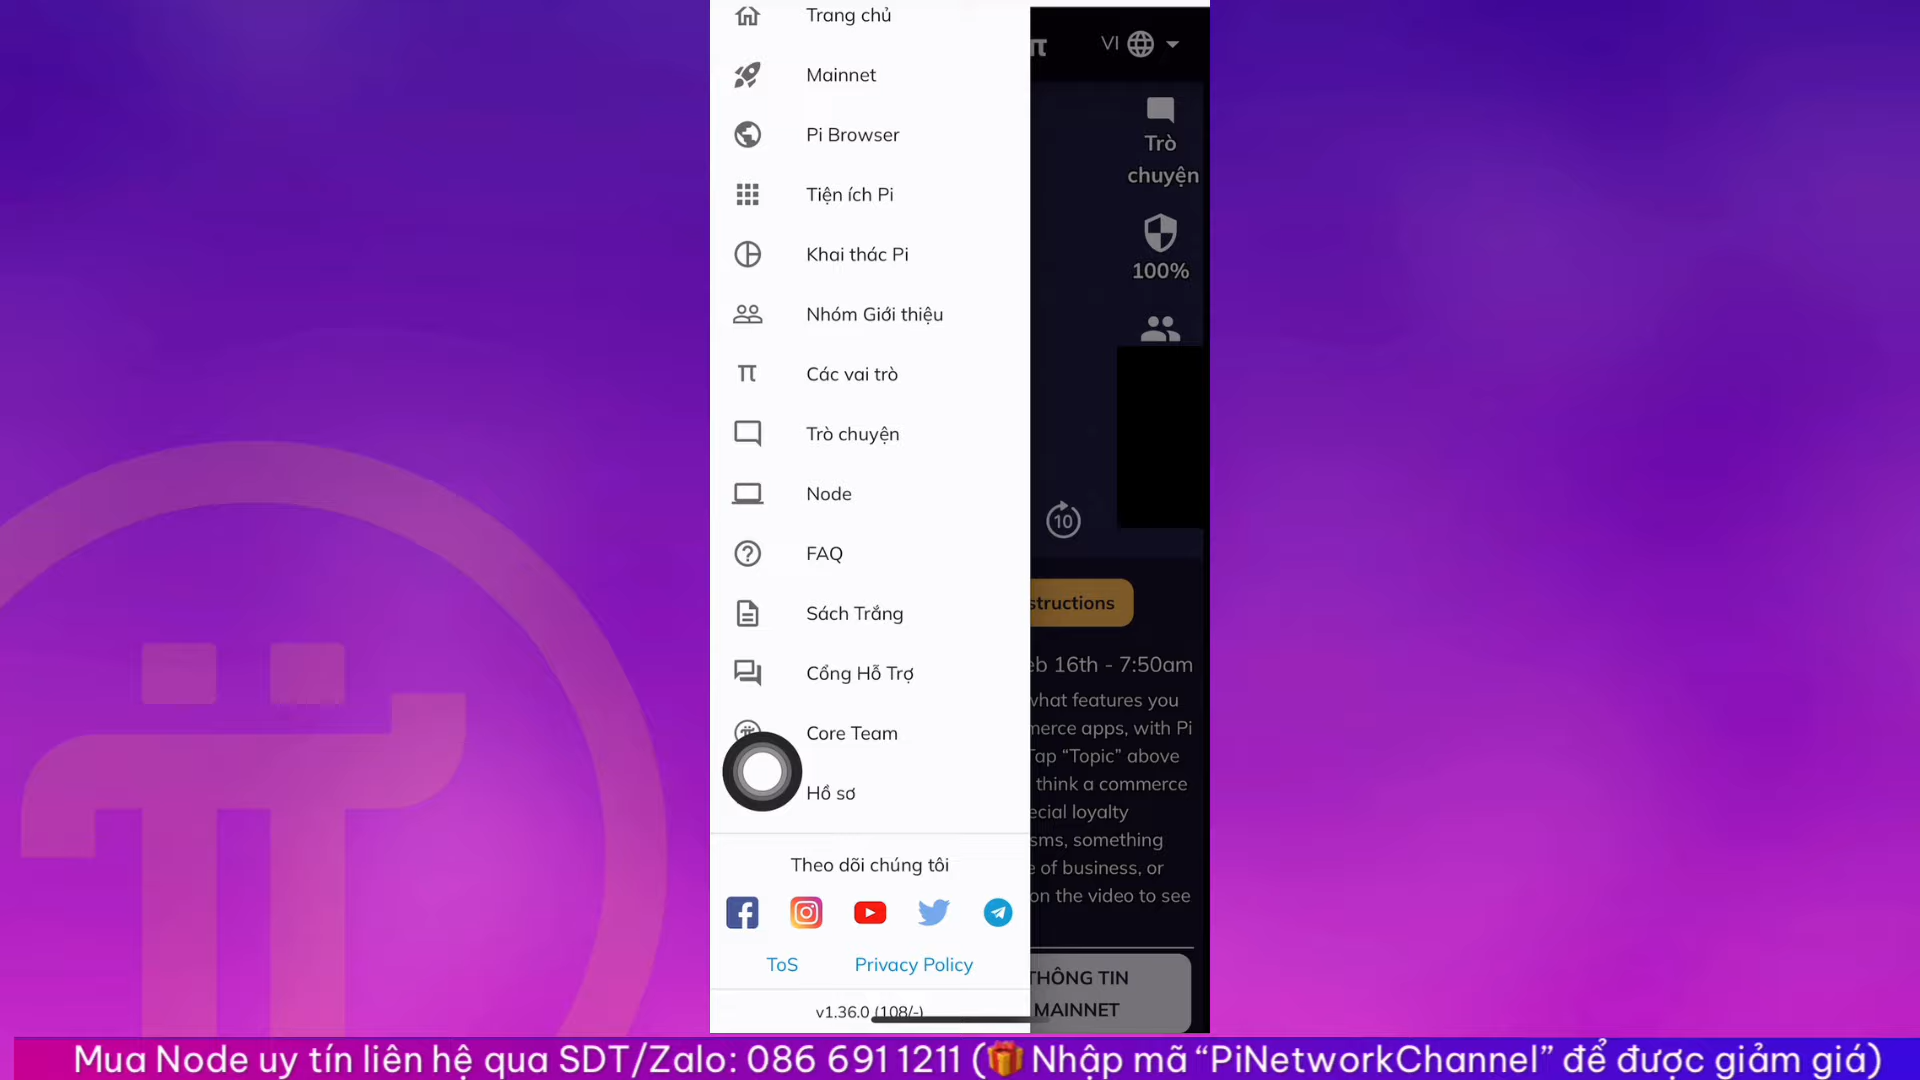 Trang chủ
Mainnet
Pi Browser
Tiện ích Pi
Khai thác Pi
Nhóm Giới thiệu
π
Các vai trò
Trò chuyện
Node
FAQ
Sách Trắng
Cổng Hỗ Trợ
Core Team
Hồ sơ
Theo dõi chúng tôi
ToS
Privacy Policy
v1.36.0 (108/-)
π
VI
Trò
chuyện
100%
10
structions
eb 16th - 7:50am
what features you
merce apps, with Pi
Tap “Topic” above
think a commerce
ecial loyalty
sms, something
e of business, or
on the video to see
THÔNG TIN
MAINNET
Mua Node uy tín liên hệ qua SDT/Zalo: 086 691 1211 (🎁 Nhập mã “PiNetworkChannel” để được giảm giá)